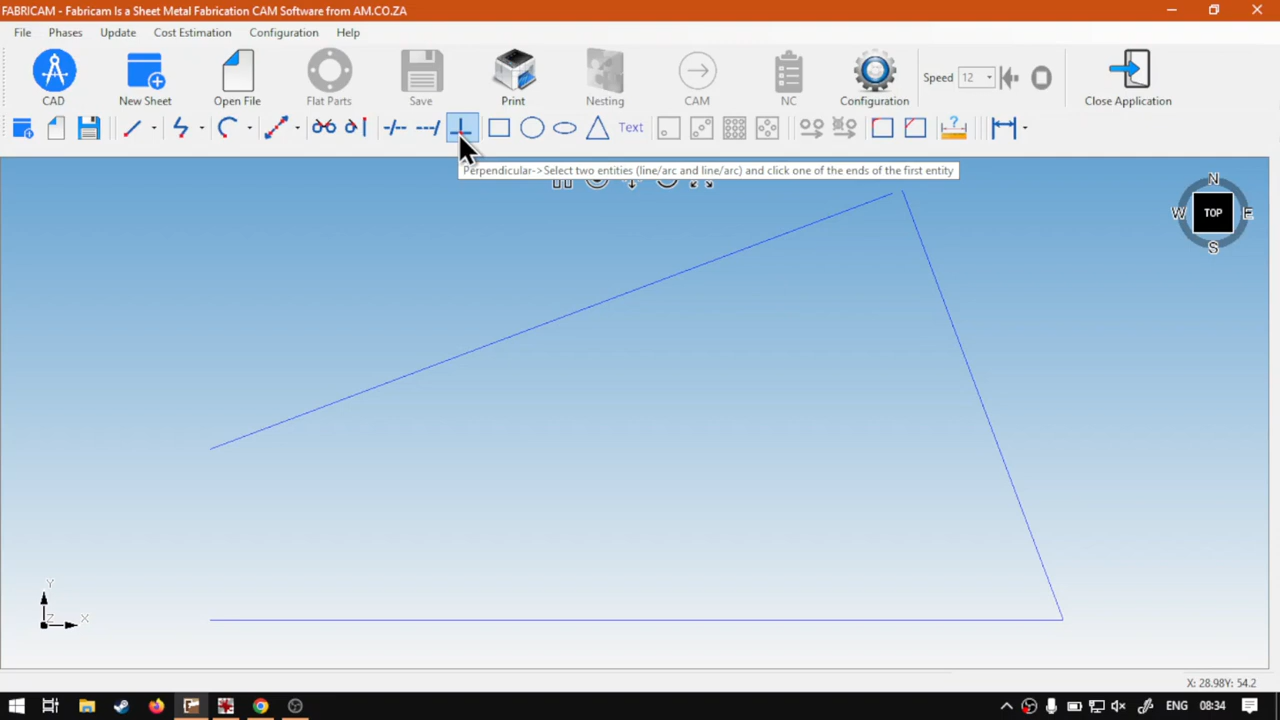 FABRICAM - Fabricam Is a Sheet Metal Fabrication CAM Software from AM.CO.ZA
File Phases Update Cost Estimation Configuration Help
CAD New Sheet Open File Flat Parts Save Print Nesting CAM NC Configuration Speed 12 Close Application
Text
Perpendicular->Select two entities (line/arc and line/arc) and click one of the ends of the first entity
N
W TOP E
S
Y
Z X
X: 28.98Y: 54.2
ENG 08:34